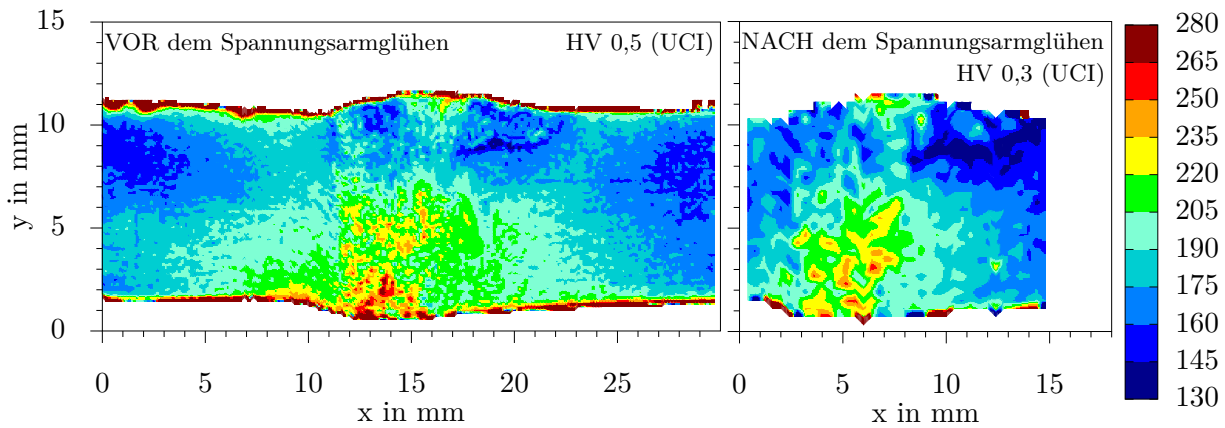 VOR dem Spannungsarmglühen
HV 0,5 (UCI)
y in mm
15
10
5
0
0 5 10 15 20 25
x in mm
NACH dem Spannungsarmglühen
HV 0,3 (UCI)
0 5 10 15
x in mm
280
265
250
235
220
205
190
175
160
145
130